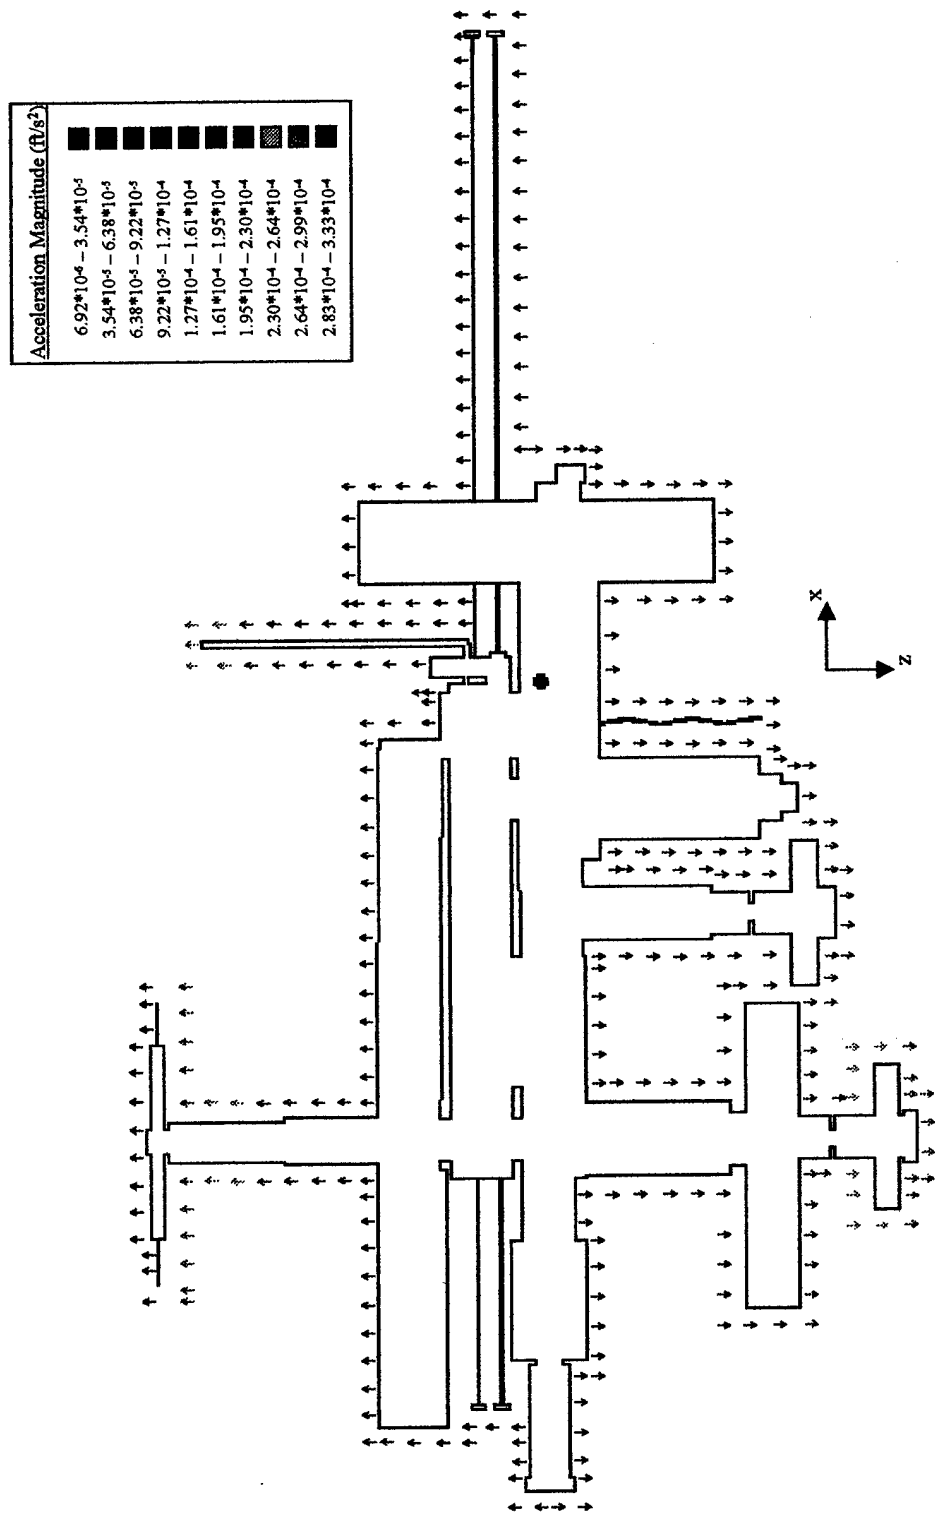 Acceleration Magnitude (ft/s²)
6.92*10⁻⁶ – 3.54*10⁻⁵
3.54*10⁻⁵ – 6.38*10⁻⁵
6.38*10⁻⁵ – 9.22*10⁻⁵
9.22*10⁻⁵ – 1.27*10⁻⁴
1.27*10⁻⁴ – 1.61*10⁻⁴
1.61*10⁻⁴ – 1.95*10⁻⁴
1.95*10⁻⁴ – 2.30*10⁻⁴
2.30*10⁻⁴ – 2.64*10⁻⁴
2.64*10⁻⁴ – 2.99*10⁻⁴
2.83*10⁻⁴ – 3.33*10⁻⁴
X
Z